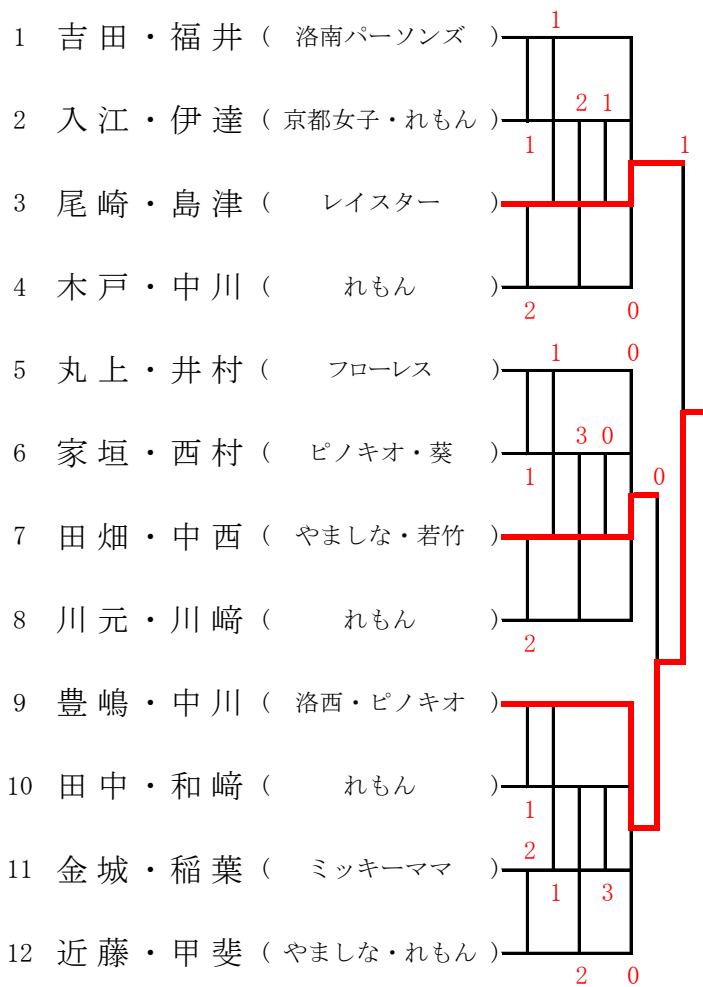 1
1 吉田・福井 ( 洛南パーソンズ )
2 1
2 入江・伊達 ( 京都女子・れもん )
1 1
3 尾崎・島津 ( レイスター )
4 木戸・中川 ( れもん )
2 0
1 0
5 丸上・井村 ( フローレス )
3 0
6 家垣・西村 ( ピノキオ・葵 )
1 0
7 田畑・中西 ( やましな・若竹 )
8 川元・川﨑 ( れもん )
2
9 豊嶋・中川 ( 洛西・ピノキオ )
10 田中・和﨑 ( れもん )
1
2
11 金城・稲葉 ( ミッキーママ )
1 3
12 近藤・甲斐 ( やましな・れもん )
2 0